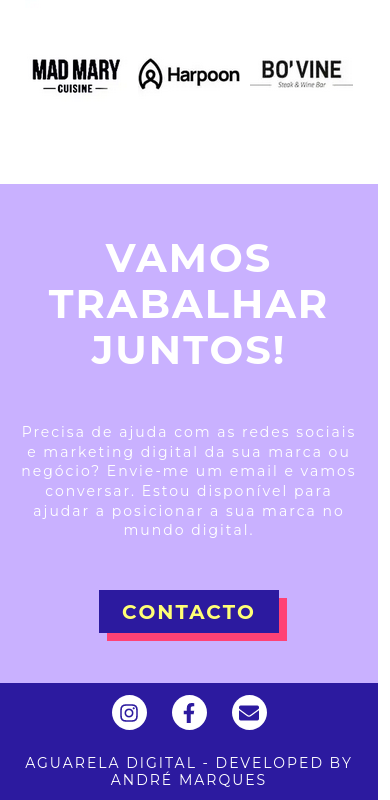 MAD MARY
CUISINE
Harpoon
BO'VINE
Steak & Wine Bar
VAMOS
TRABALHAR
JUNTOS!
Precisa de ajuda com as redes sociais
e marketing digital da sua marca ou
negócio? Envie-me um email e vamos
conversar. Estou disponível para
ajudar a posicionar a sua marca no
mundo digital.
CONTACTO
AGUARELA DIGITAL - DEVELOPED BY
ANDRÉ MARQUES